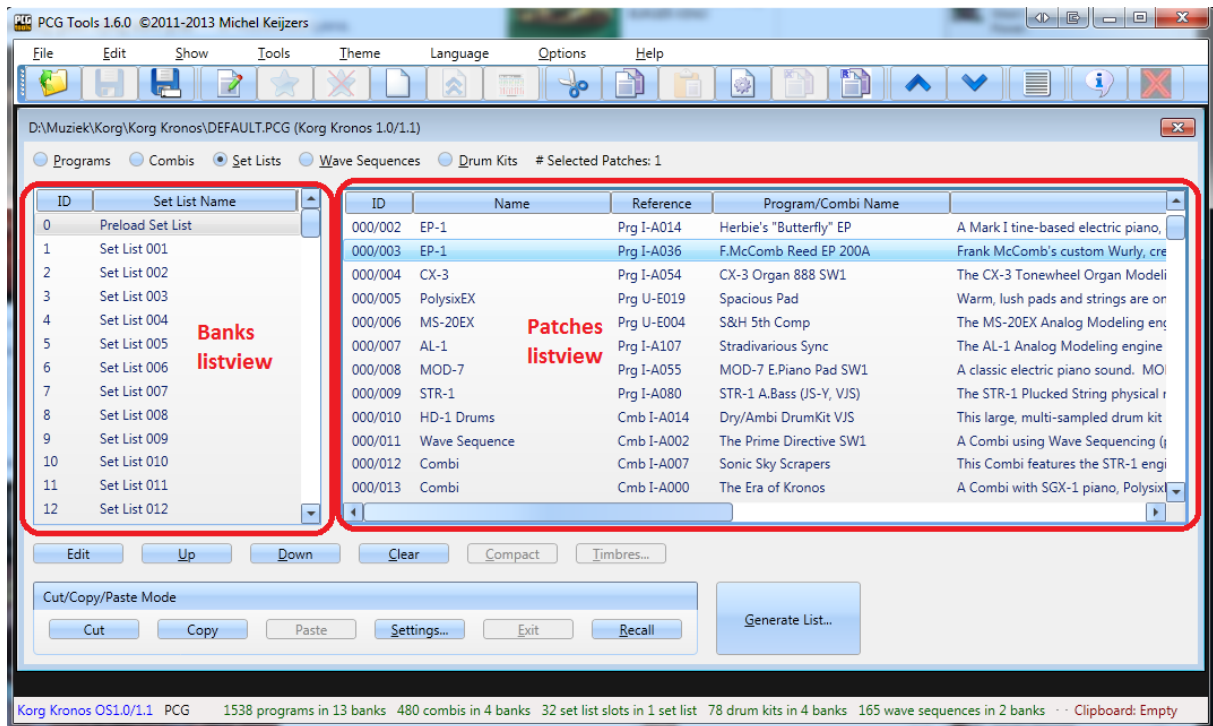 PCG Tools 1.6.0 ©2011-2013 Michel Keijzers
File Edit Show Tools Theme Language Options Help
D:\Muziek\Korg\Korg Kronos\DEFAULT.PCG (Korg Kronos 1.0/1.1)
Programs Combis Set Lists Wave Sequences Drum Kits # Selected Patches: 1
ID Set List Name
0 Preload Set List
1 Set List 001
2 Set List 002
3 Set List 003
4 Set List 004
5 Set List 005
6 Set List 006
7 Set List 007
8 Set List 008
9 Set List 009
10 Set List 010
11 Set List 011
12 Set List 012
Banks
listview
ID Name Reference Program/Combi Name
000/002 EP-1 Prg I-A014 Herbie's "Butterfly" EP A Mark I tine-based electric piano,
000/003 EP-1 Prg I-A036 F.McComb Reed EP 200A Frank McComb's custom Wurly, cre
000/004 CX-3 Prg I-A054 CX-3 Organ 888 SW1 The CX-3 Tonewheel Organ Modeli
000/005 PolysixEX Prg U-E019 Spacious Pad Warm, lush pads and strings are on
000/006 MS-20EX Prg U-E004 S&H 5th Comp The MS-20EX Analog Modeling eng
000/007 AL-1 Prg I-A107 Stradivarious Sync The AL-1 Analog Modeling engine
000/008 MOD-7 Prg I-A055 MOD-7 E.Piano Pad SW1 A classic electric piano sound. MO
000/009 STR-1 Prg I-A080 STR-1 A.Bass (JS-Y, VJS) The STR-1 Plucked String physical
000/010 HD-1 Drums Cmb I-A014 Dry/Ambi DrumKit VJS This large, multi-sampled drum kit
000/011 Wave Sequence Cmb I-A002 The Prime Directive SW1 A Combi using Wave Sequencing
000/012 Combi Cmb I-A007 Sonic Sky Scrapers This Combi features the STR-1 engi
000/013 Combi Cmb I-A000 The Era of Kronos A Combi with SGX-1 piano, Polysix
Patches
listview
Edit Up Down Clear Compact Timbres...
Cut/Copy/Paste Mode
Cut Copy Paste Settings... Exit Recall
Generate List...
Korg Kronos OS1.0/1.1 PCG 1538 programs in 13 banks 480 combis in 4 banks 32 set list slots in 1 set list 78 drum kits in 4 banks 165 wave sequences in 2 banks Clipboard: Empty